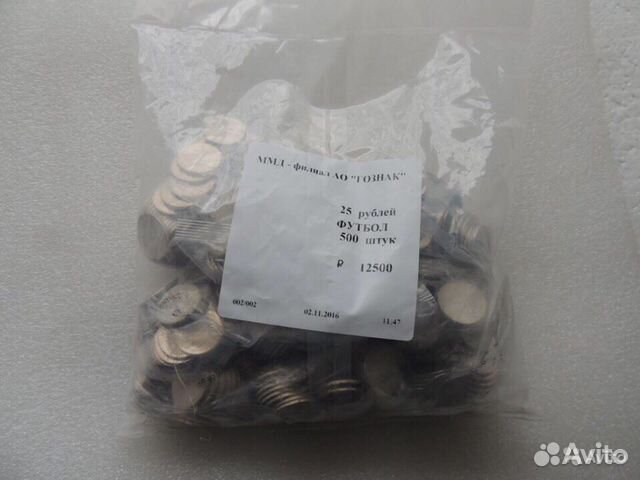 ММД - филиал АО "ГОЗНАК"
25 рублей
ФУТБОЛ
500 штук
₽ 12500
002/002 02.11.2016 11:47
Avito